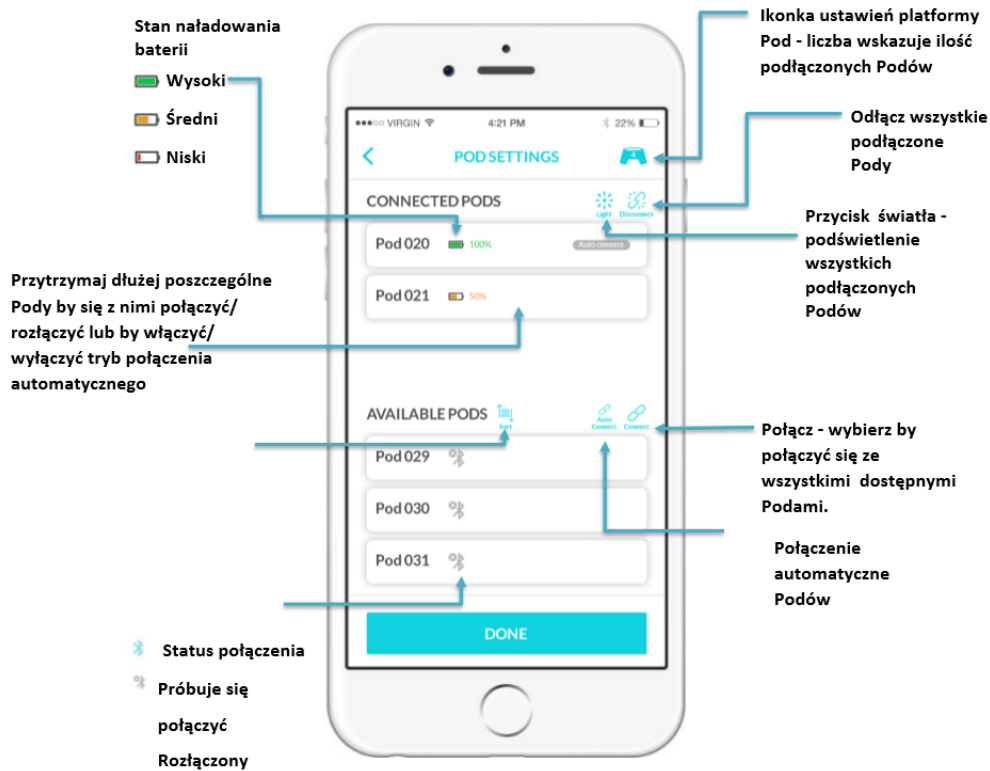 Stan naładowania
baterii
Wysoki
Średni
Niski
Przytrzymaj dłużej poszczególne
Pody by się z nimi połączyć/
rozłączyć lub by włączyć/
wyłączyć tryb połączenia
automatycznego
Status połączenia
Próbuje się
połączyć
Rozłączony
VIRGIN 4:21 PM 22%
POD SETTINGS
4
CONNECTED PODS
Light Disconnect
Pod 020 100% Auto connect
Pod 021 50%
AVAILABLE PODS Sort
Auto
Connect Connect
Pod 029
Pod 030
Pod 031
DONE
Ikonka ustawień platformy
Pod - liczba wskazuje ilość
podłączonych Podów
Odłącz wszystkie
podłączone
Pody
Przycisk światła -
podświetlenie
wszystkich
podłączonych
Podów
Połącz - wybierz by
połączyć się ze
wszystkimi dostępnymi
Podami.
Połączenie
automatyczne
Podów